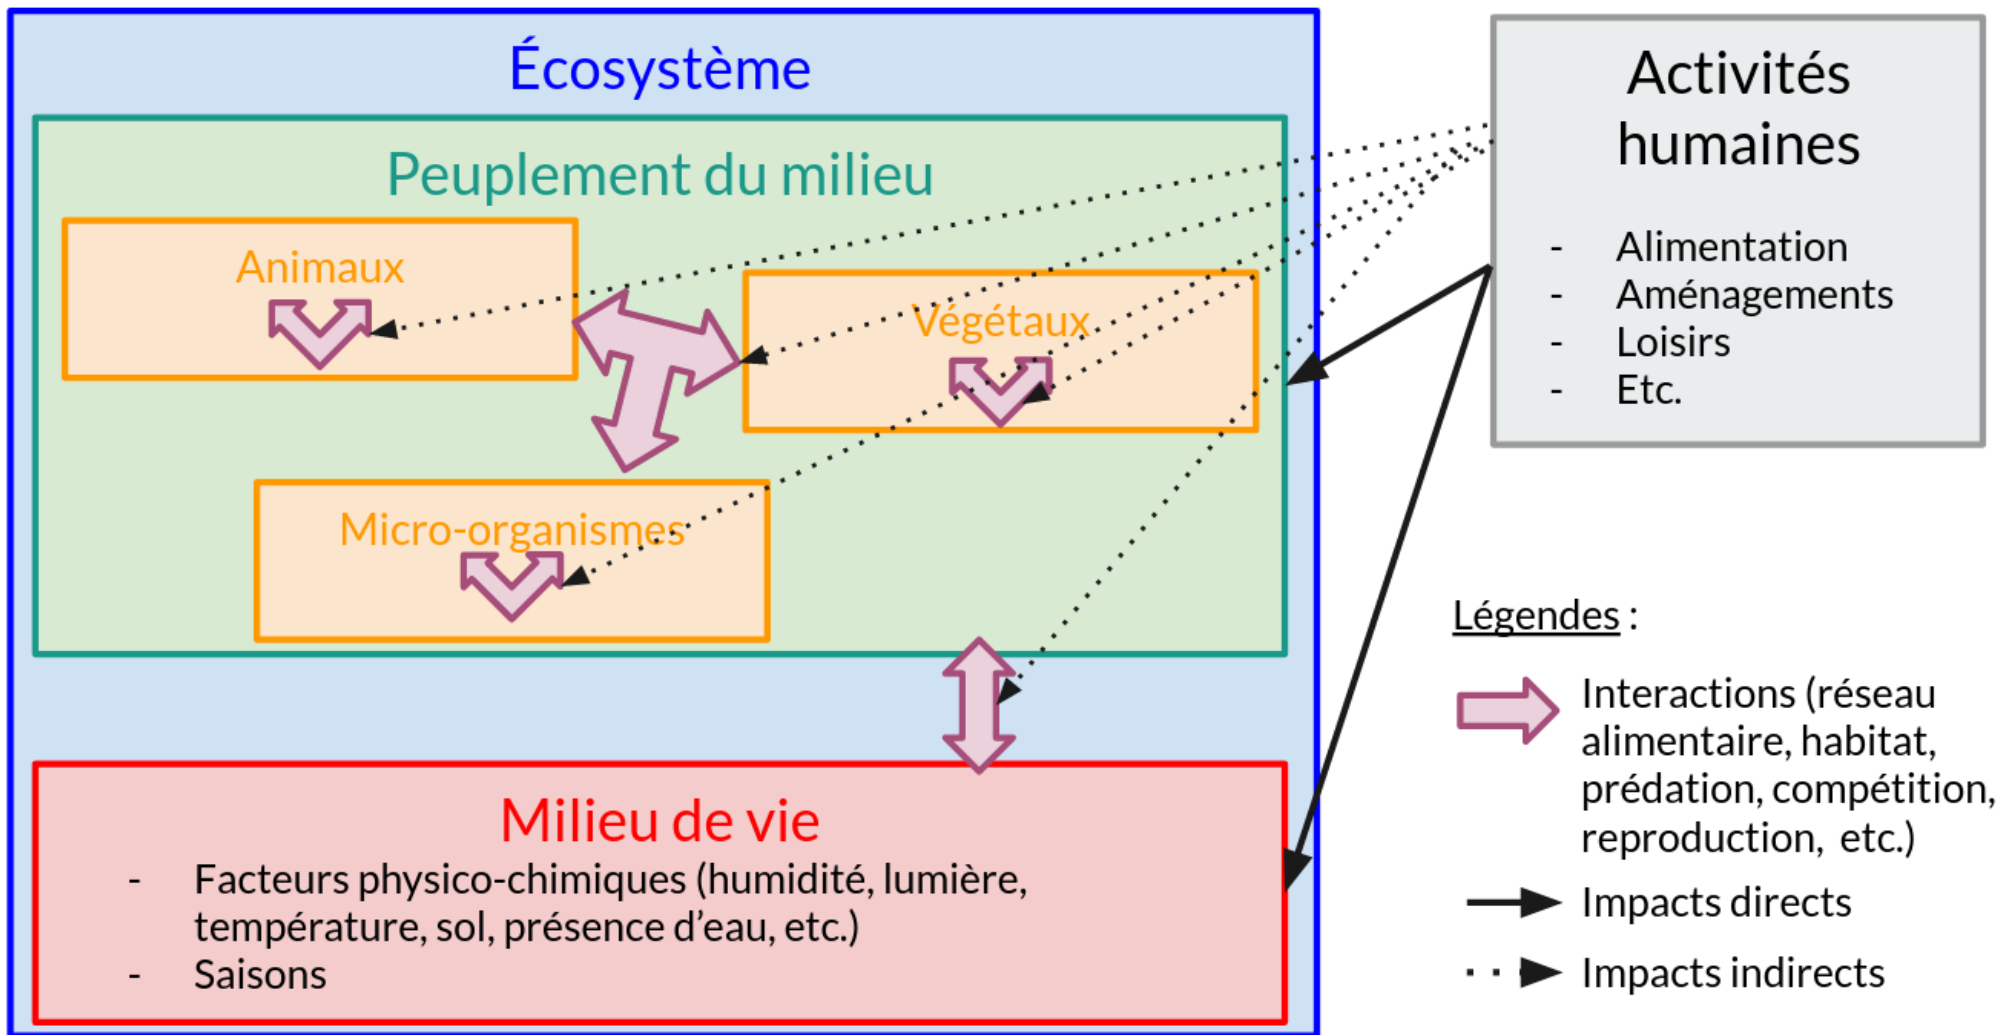 Écosystème
Peuplement du milieu
Animaux
Végétaux
Micro-organismes
Milieu de vie
- Facteurs physico-chimiques (humidité, lumière,
température, sol, présence d’eau, etc.)
- Saisons
Activités
humaines
- Alimentation
- Aménagements
- Loisirs
- Etc.
Légendes :
Interactions (réseau
alimentaire, habitat,
prédation, compétition,
reproduction, etc.)
Impacts directs
Impacts indirects